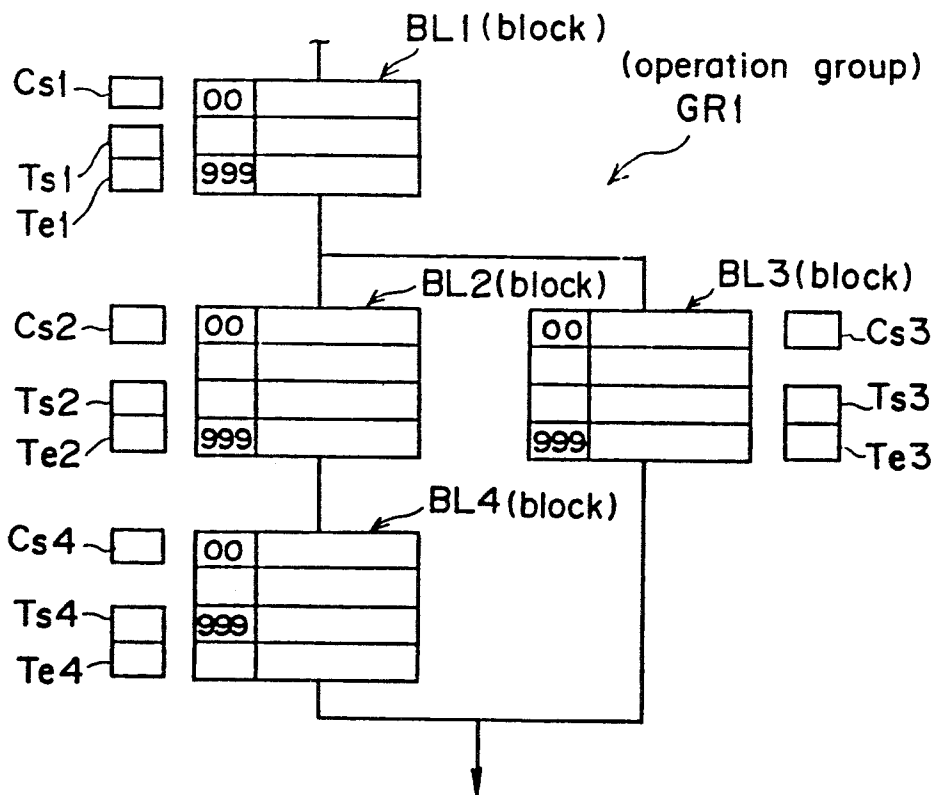 BL1 (block)
(operation group)
GR1
Cs1
00
Ts1
999
Te1
BL2 (block)
BL3 (block)
Cs2
00
00
Cs3
Ts2
Ts3
Te2
999
999
Te3
BL4 (block)
Cs4
00
Ts4
999
Te4